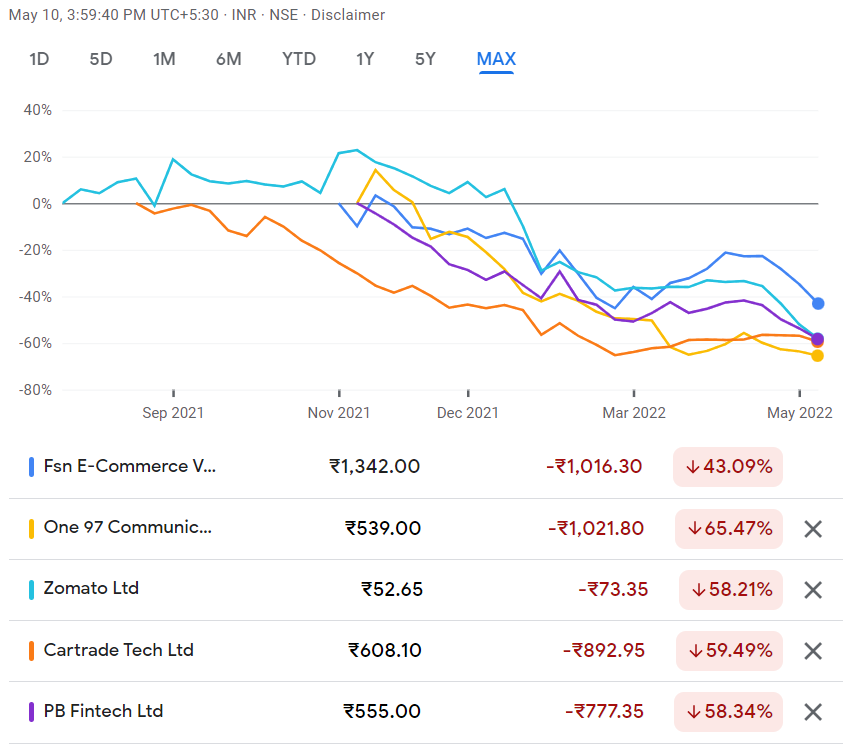 May 10, 3:59:40 PM UTC+5:30 · INR · NSE · Disclaimer
1D 5D 1M 6M YTD 1Y 5Y MAX
40%
20%
0%
-20%
-40%
-60%
-80%
Sep 2021 Nov 2021 Dec 2021 Mar 2022 May 2022
Fsn E-Commerce V... ₹1,342.00 -₹1,016.30 ↓43.09%
One 97 Communic... ₹539.00 -₹1,021.80 ↓65.47%
Zomato Ltd ₹52.65 -₹73.35 ↓58.21%
Cartrade Tech Ltd ₹608.10 -₹892.95 ↓59.49%
PB Fintech Ltd ₹555.00 -₹777.35 ↓58.34%